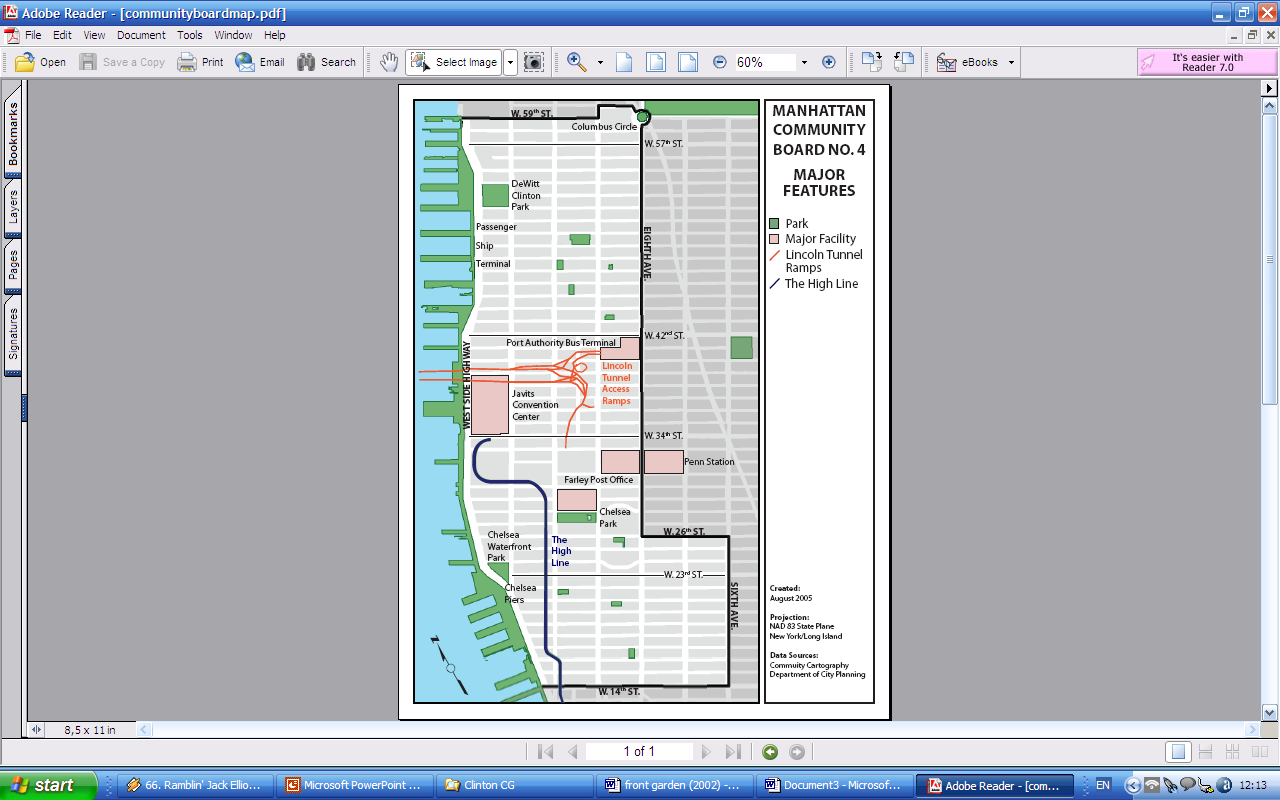 Adobe Reader - [communityboardmap.pdf]
File Edit View Document Tools Window Help
Open Save a Copy Print Email Search Select Image 60% eBooks It's easier with
Reader 7.0
Bookmarks
Layers
Pages
Signatures
W. 59th ST.
Columbus Circle
W. 57th ST.
DeWitt
Clinton
Park
Passenger
Ship
Terminal
EIGHTH AVE.
W. 42nd ST.
Port Authority Bus Terminal
WEST SIDE HIGHWAY
Lincoln
Tunnel
Access
Ramps
Javits
Convention
Center
W. 34th ST.
Penn Station
Farley Post Office
Chelsea
Park
W. 26th ST.
Chelsea
Waterfront
Park
The
High
Line
W. 23rd ST.
Chelsea
Piers
SIXTH AVE.
N
W. 14th ST.
MANHATTAN
COMMUNITY
BOARD NO. 4
MAJOR
FEATURES
Park
Major Facility
Lincoln Tunnel
Ramps
The High Line
Created:
August 2005
Projection:
NAD 83 State Plane
New York/Long Island
Data Sources:
Commuity Cartography
Department of City Planning
8,5 x 11 in
1 of 1
start 66. Ramblin' Jack Ellio... Microsoft PowerPoint ... Clinton CG front garden (2002) -... Document3 - Microsof... Adobe Reader - [com... EN 12:13